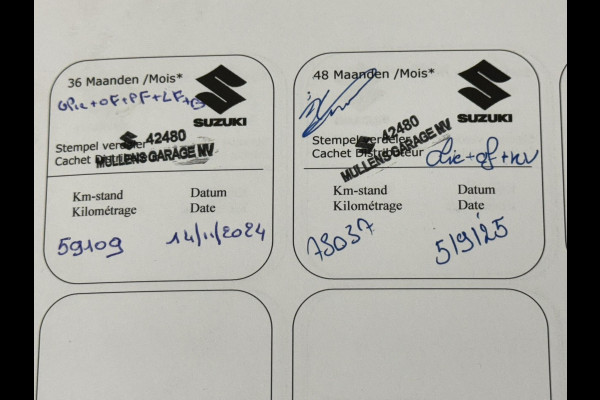 36 Maanden /Mois*
SUZUKI
42480
Stempel verdeler
MULLENS GARAGE NV
Cachet Distributeur
Km-stand Datum
Kilométrage Date
59109 14/11/2024
48 Maanden /Mois*
SUZUKI
42480
Stempel verdeler
MULLENS GARAGE NV
Cachet Distributeur
Km-stand Datum
Kilométrage Date
73037 5/9/25